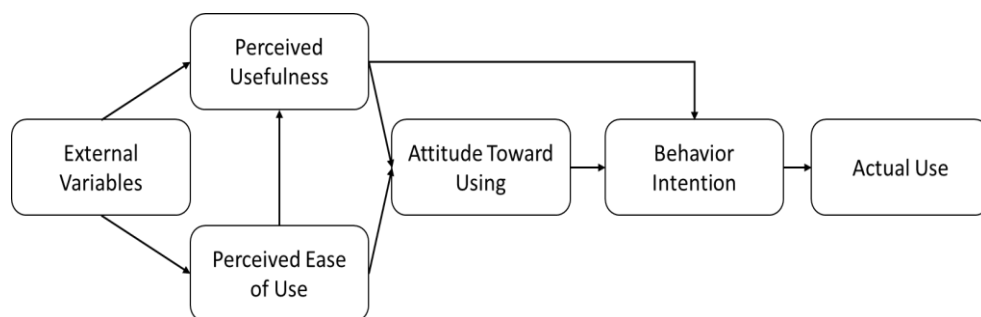 Perceived
Usefulness
External
Variables
Attitude Toward
Using
Behavior
Intention
Actual Use
Perceived Ease
of Use